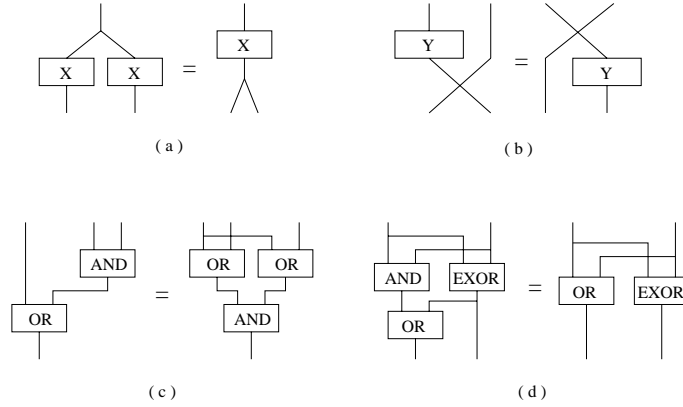 X X = X
( a )
Y = Y
( b )
AND
OR
=
OR OR
AND
( c )
AND EXOR
OR
=
OR EXOR
( d )